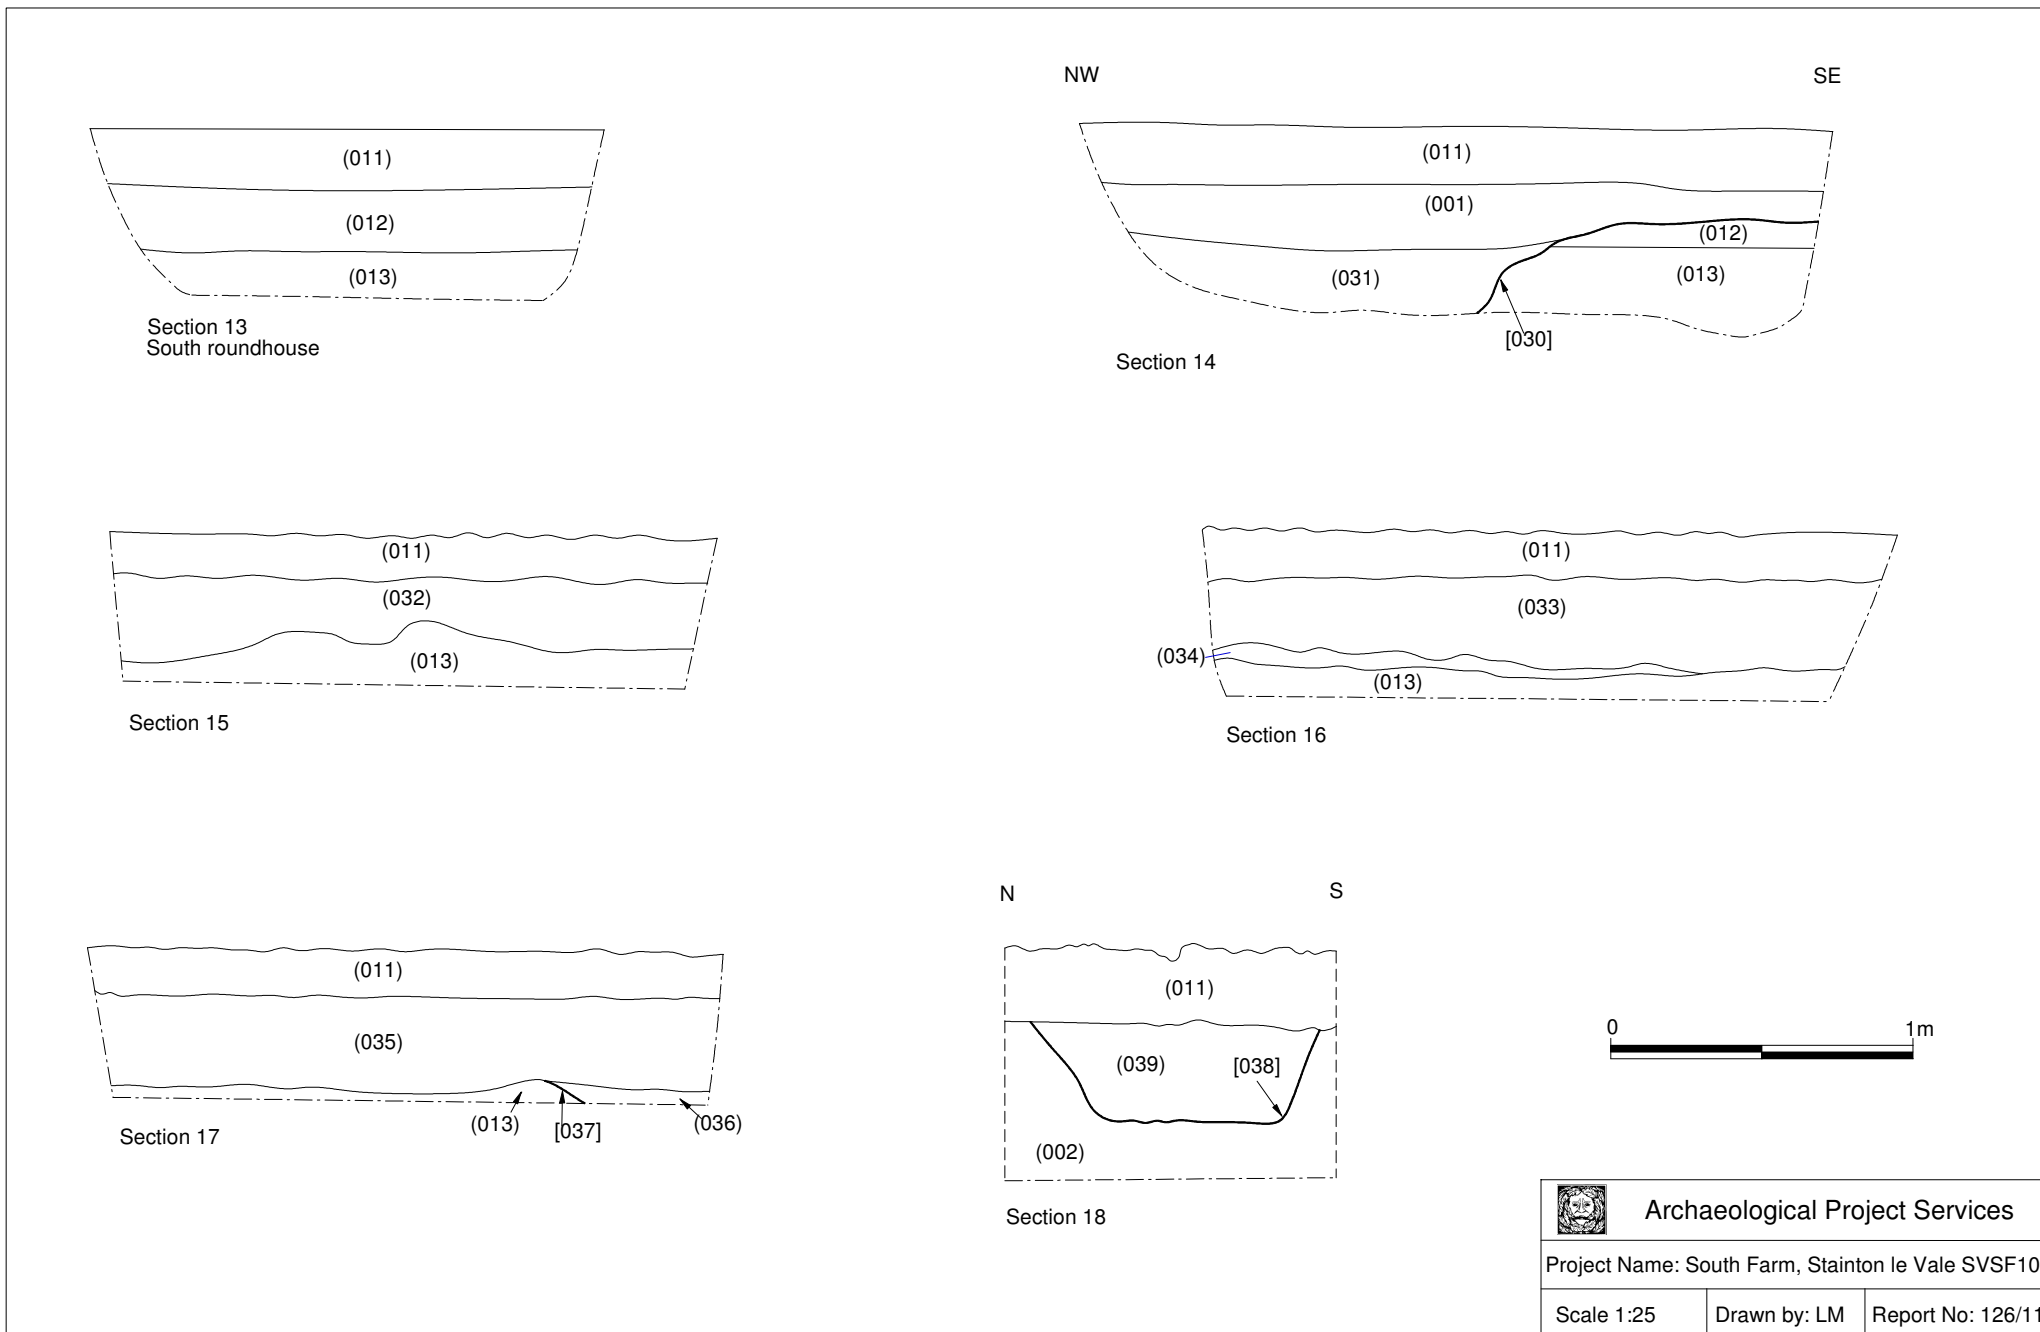 NW
SE
(011)
(012)
(013)
Section 13
South roundhouse
(011)
(001)
(012)
(031)
(013)
[030]
Section 14
(011)
(032)
(013)
Section 15
(011)
(033)
(034)
(013)
Section 16
(011)
(035)
(013)
[037]
(036)
Section 17
N
S
(011)
(039)
[038]
(002)
Section 18
0
1m
Archaeological Project Services
Project Name: South Farm, Stainton le Vale SVSF10
Scale 1:25
Drawn by: LM
Report No: 126/11